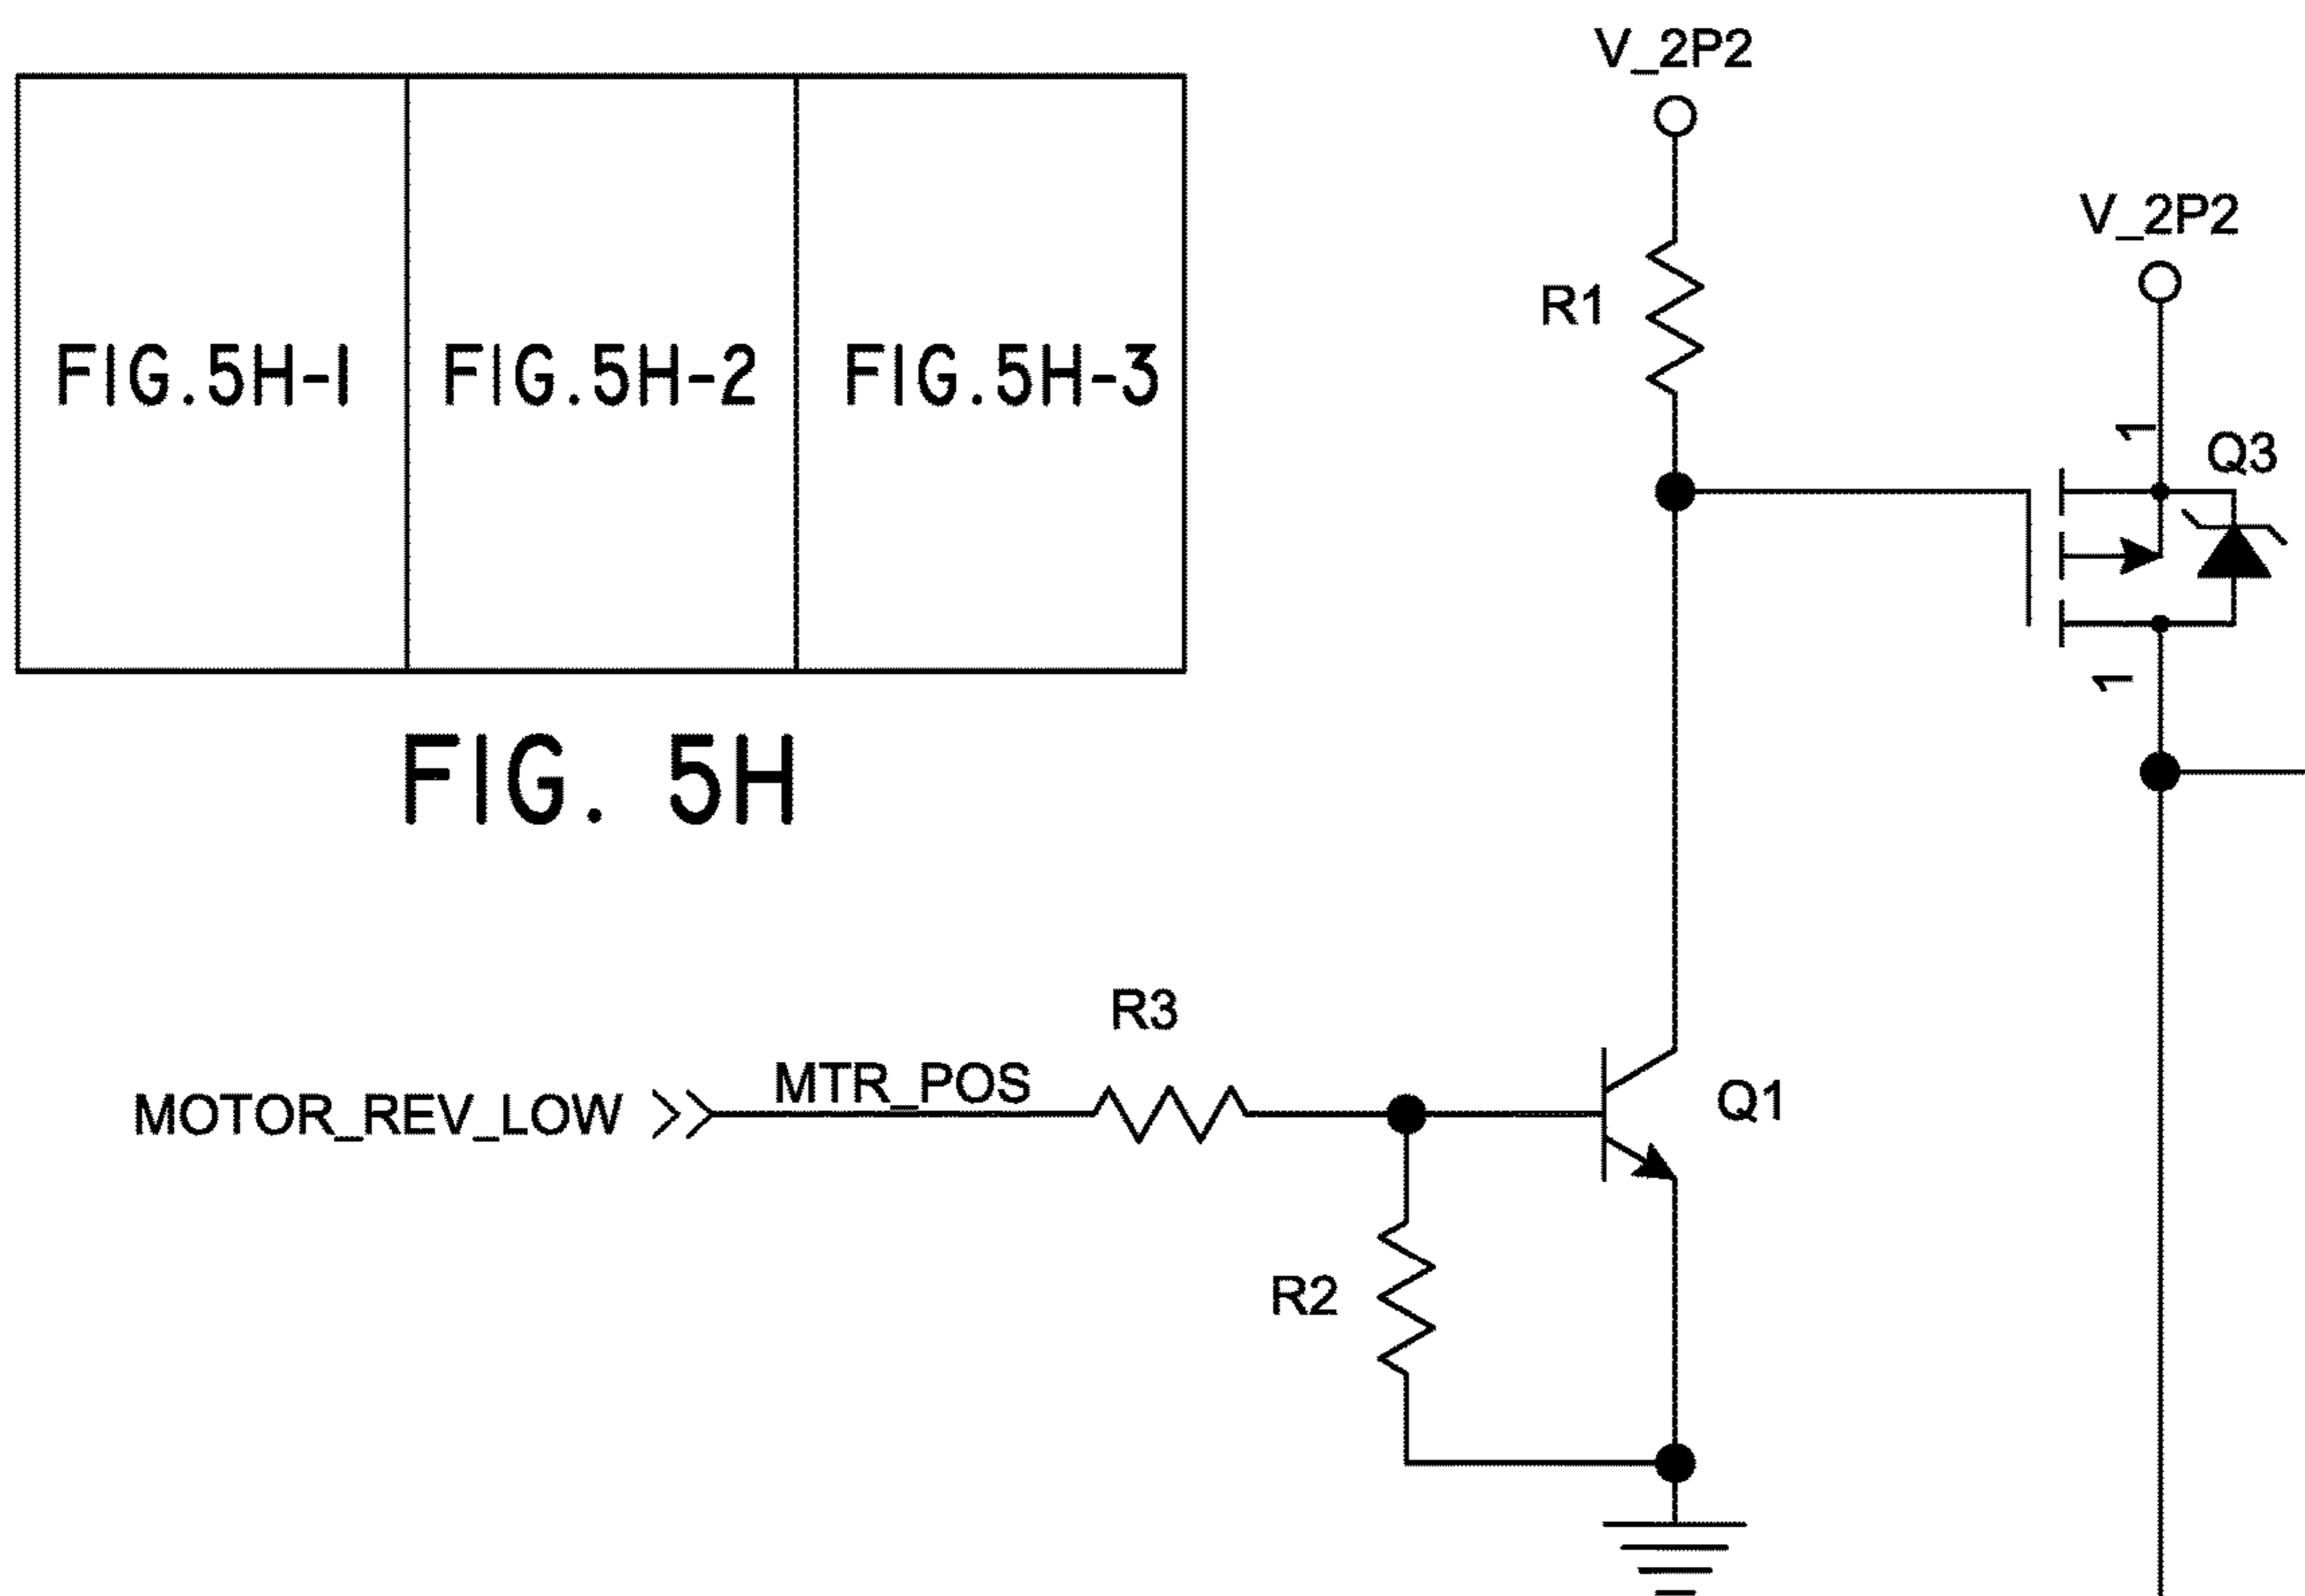 FIG.5H-1
FIG.5H-2
FIG.5H-3
FIG. 5H
V_2P2
R1
V_2P2
1
Q3
1
R3
MOTOR_REV_LOW
MTR_POS
Q1
R2